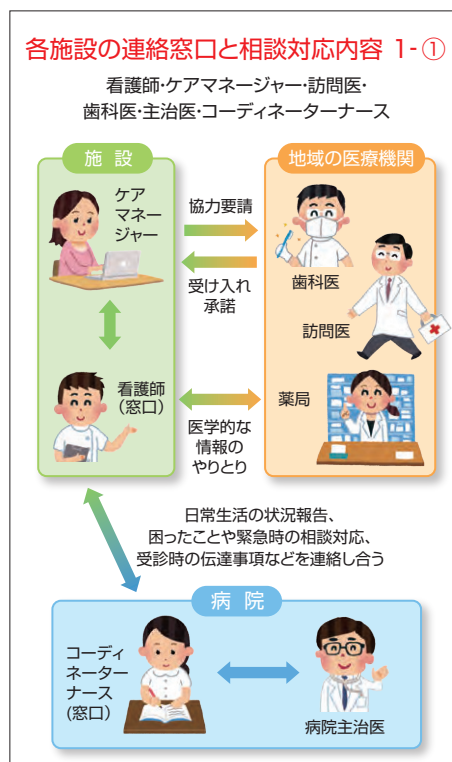 各施設の連絡窓口と相談対応内容 1-①
看護師・ケアマネージャー・訪問医・
歯科医・主治医・コーディネーターナース
施 設
ケア
マネー
ジャー
看護師
(窓口)
協力要請
受け入れ
承諾
医学的な
情報の
やりとり
地域の医療機関
歯科医
訪問医
薬局
日常生活の状況報告、
困ったことや緊急時の相談対応、
受診時の伝達事項などを連絡し合う
病 院
コーディ
ネーター
ナース
(窓口)
病院主治医